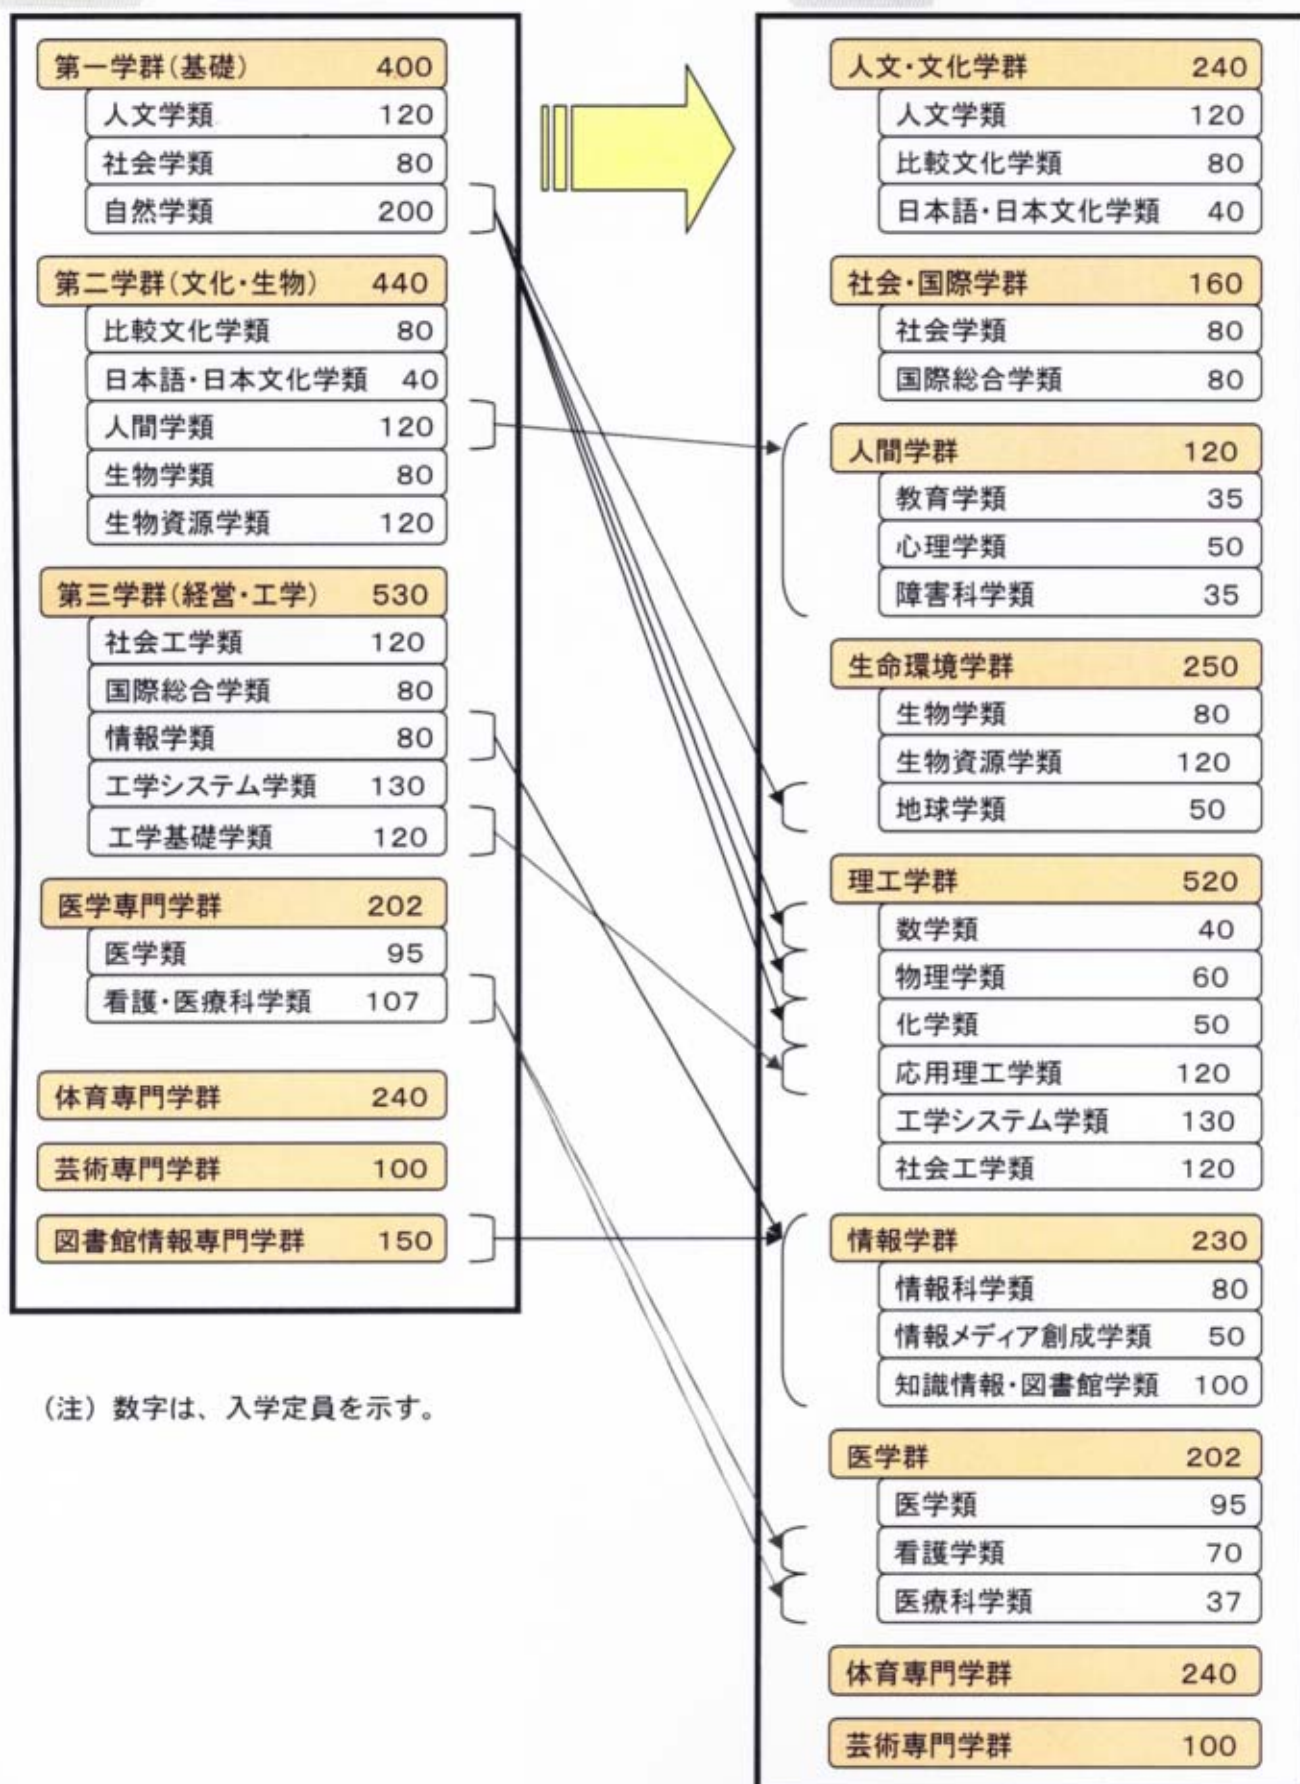 第一学群(基礎) 400
人文学類 120
社会学類 80
自然学類 200
第二学群(文化・生物) 440
比較文化学類 80
日本語・日本文化学類 40
人間学類 120
生物学類 80
生物資源学類 120
第三学群(経営・工学) 530
社会工学類 120
国際総合学類 80
情報学類 80
工学システム学類 130
工学基礎学類 120
医学専門学群 202
医学類 95
看護・医療科学類 107
体育専門学群 240
芸術専門学群 100
図書館情報専門学群 150
(注) 数字は、入学定員を示す。
人文・文化学群 240
人文学類 120
比較文化学類 80
日本語・日本文化学類 40
社会・国際学群 160
社会学類 80
国際総合学類 80
人間学群 120
教育学類 35
心理学類 50
障害科学類 35
生命環境学群 250
生物学類 80
生物資源学類 120
地球学類 50
理工学群 520
数学類 40
物理学類 60
化学類 50
応用理工学類 120
工学システム学類 130
社会工学類 120
情報学群 230
情報科学類 80
情報メディア創成学類 50
知識情報・図書館学類 100
医学群 202
医学類 95
看護学類 70
医療科学類 37
体育専門学群 240
芸術専門学群 100